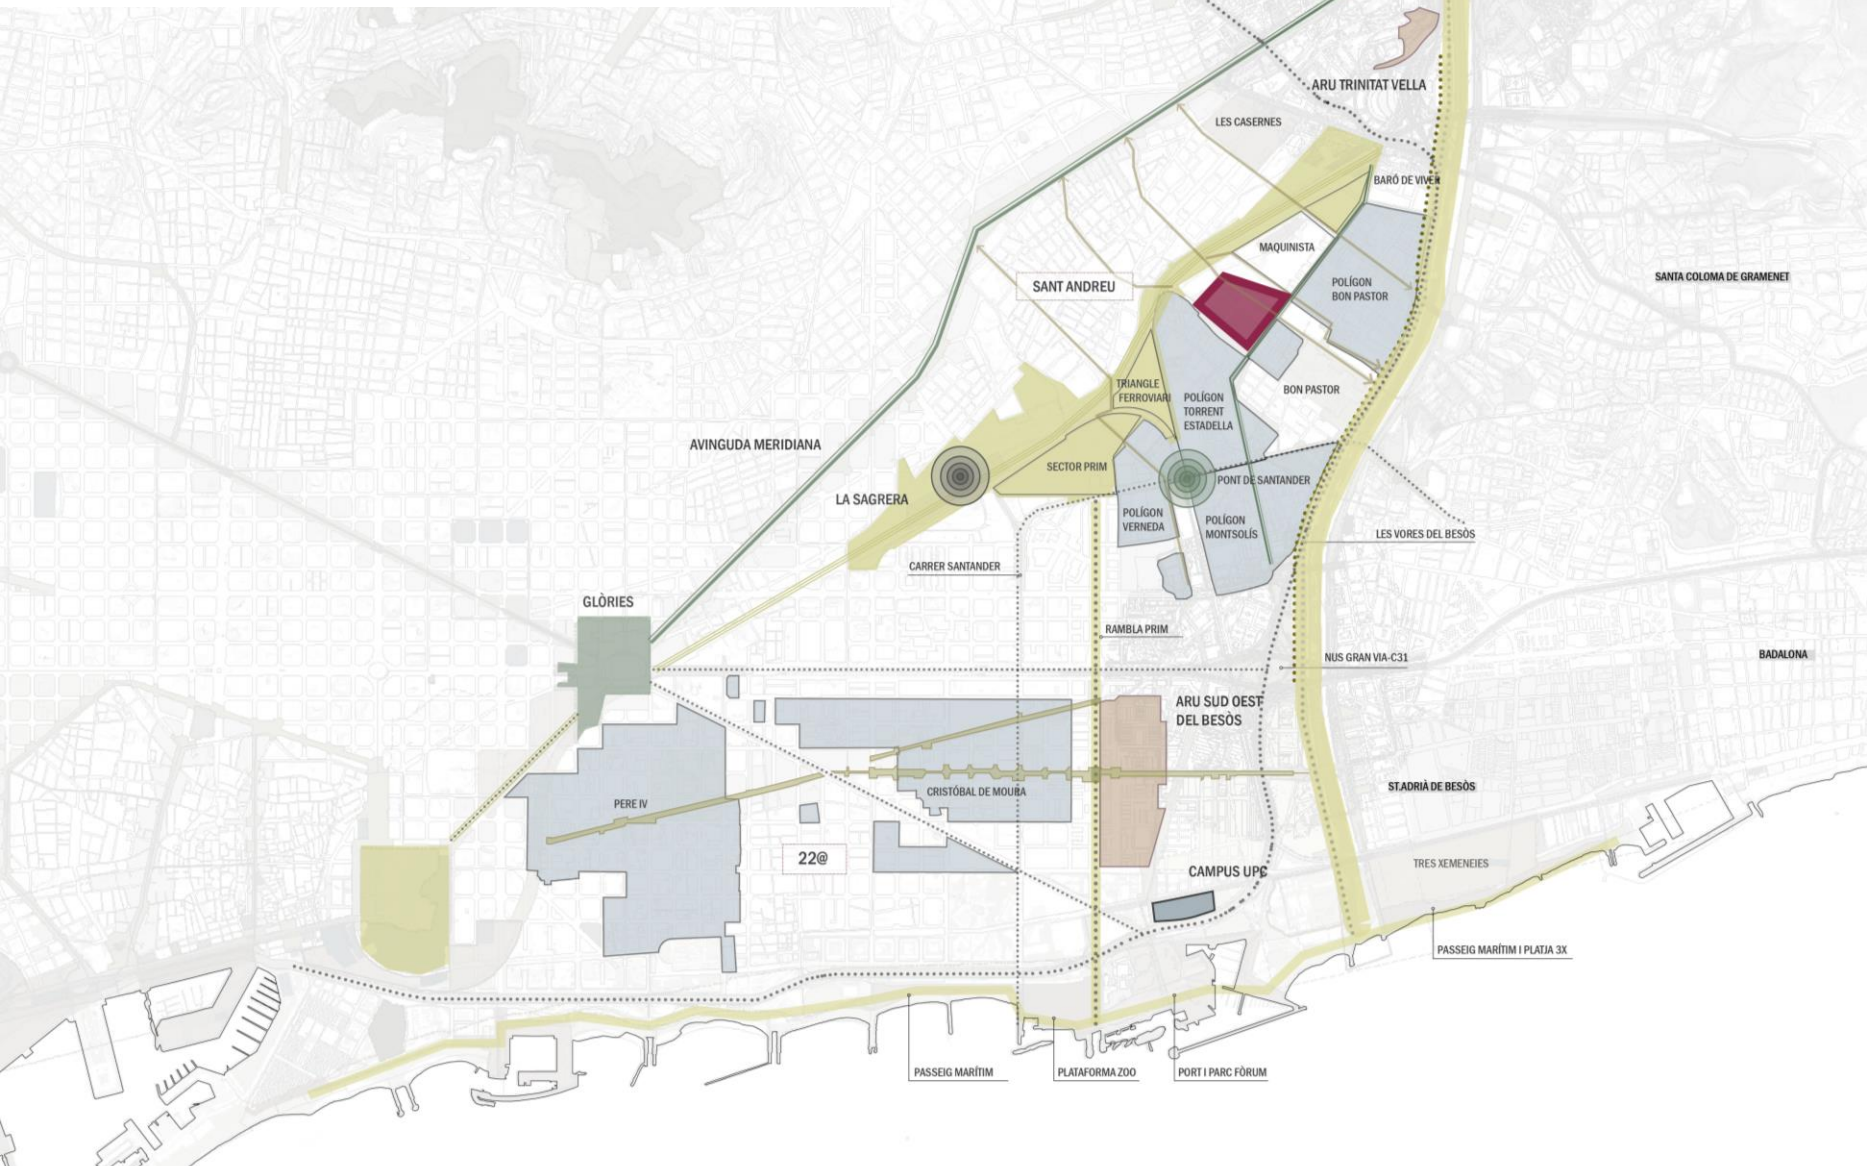 ARU TRINITAT VELLA
LES CASERNES
BARÓ DE VIVER
MAQUINISTA
SANTA COLOMA DE GRAMENET
SANT ANDREU
POLÍGON
BON PASTOR
TRIANGLE
FERROVIARI
POLÍGON
TORRENT
ESTADELLA
BON PASTOR
AVINGUDA MERIDIANA
SECTOR PRIM
PONT DE SANTANDER
LA SAGRERA
POLÍGON
VERNEDA
POLÍGON
MONTSOLÍS
LES VORES DEL BESÒS
CARRER SANTANDER
GLÒRIES
RAMBLA PRIM
NUS GRAN VIA-C31
BADALONA
ARU SUD OEST
DEL BESÒS
PERE IV
CRISTÓBAL DE MOURA
ST.ADRIÀ DE BESÒS
22@
CAMPUS UPC
TRES XEMENEIES
PASSEIG MARÍTIM I PLATJA 3X
PASSEIG MARÍTIM
PLATAFORMA ZOO
PORT I PARC FÒRUM